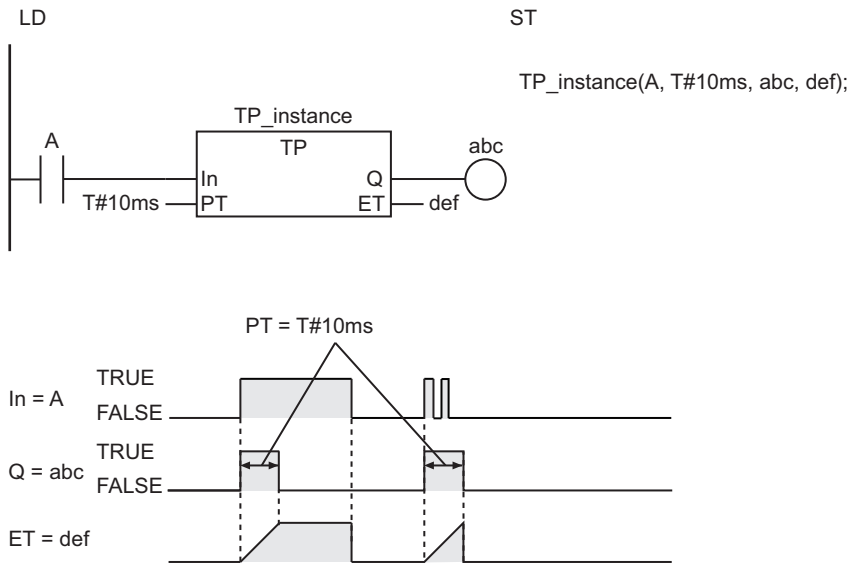 LD
ST
TP_instance(A, T#10ms, abc, def);
TP_instance
A
TP
abc
In
Q
T#10ms
PT
ET
def
PT = T#10ms
In = A
TRUE
FALSE
Q = abc
TRUE
FALSE
ET = def